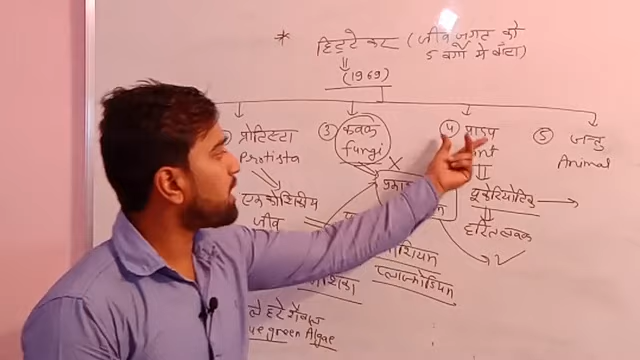 * हिटटेकर (जीव जगत को
5 वर्गो में बाँटा)
(1969)
प्रोटिस्टा
Protista
③ कवक
fungi
④ पादप
⑤ जन्तु
Animal
एककोशिकीय
जीव
X
यूकैरियोटिक
हरितलवक
प्लाज्मोडियम
हरे शैवाल
green Algae